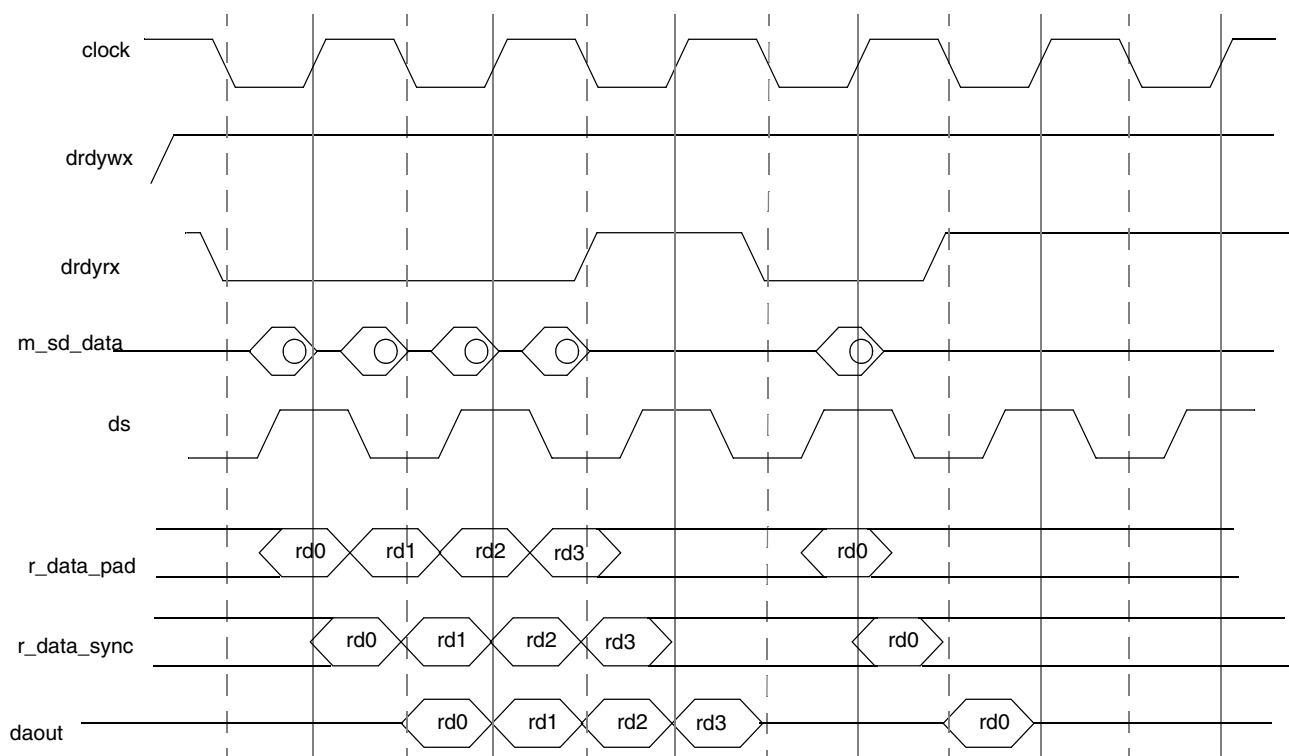 clock
drdywx
drdyrx
m_sd_data
ds
r_data_pad
rd0 rd1 rd2 rd3 rd0
r_data_sync
rd0 rd1 rd2 rd3 rd0
daout
rd0 rd1 rd2 rd3 rd0